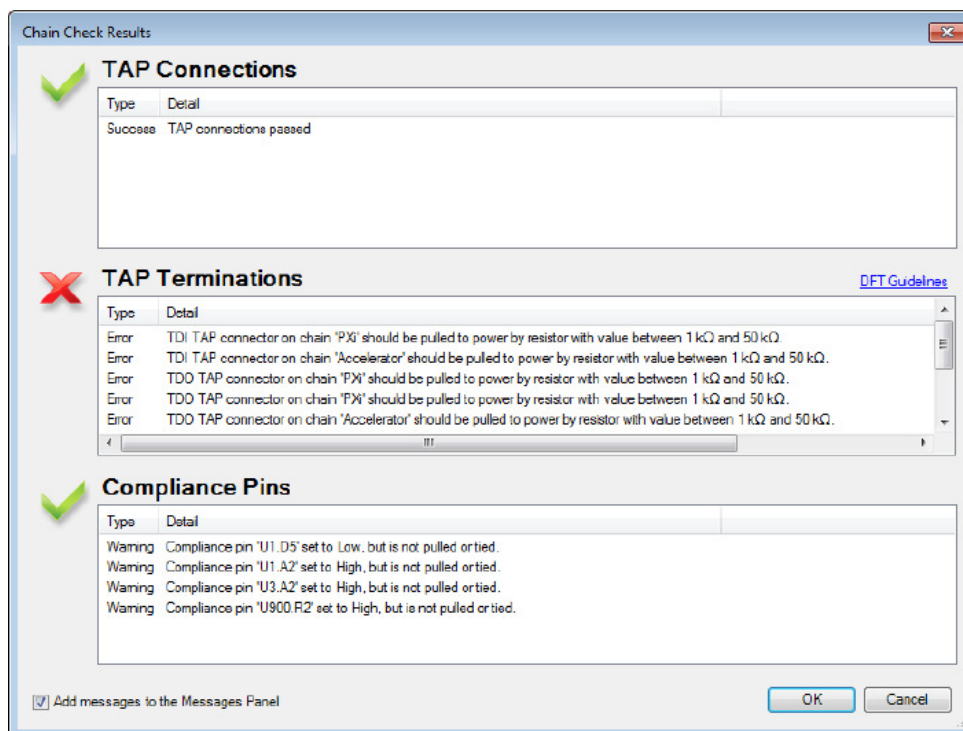 Chain Check Results
TAP Connections
Type Detail
Success TAP connections passed
TAP Terminations
DFT Guidelines
Type Detail
Error TDI TAP connector on chain 'PXi' should be pulled to power by resistor with value between 1 kΩ and 50 kΩ.
Error TDI TAP connector on chain 'Accelerator' should be pulled to power by resistor with value between 1 kΩ and 50 kΩ.
Error TDO TAP connector on chain 'PXi' should be pulled to power by resistor with value between 1 kΩ and 50 kΩ.
Error TDO TAP connector on chain 'PXi' should be pulled to power by resistor with value between 1 kΩ and 50 kΩ.
Error TDO TAP connector on chain 'Accelerator' should be pulled to power by resistor with value between 1 kΩ and 50 kΩ.
Compliance Pins
Type Detail
Warning Compliance pin 'U1.D5' set to Low, but is not pulled or tied.
Warning Compliance pin 'U1.A2' set to High, but is not pulled or tied.
Warning Compliance pin 'U3.A2' set to High, but is not pulled or tied.
Warning Compliance pin 'U900.R2' set to High, but is not pulled or tied.
Add messages to the Messages Panel
OK Cancel